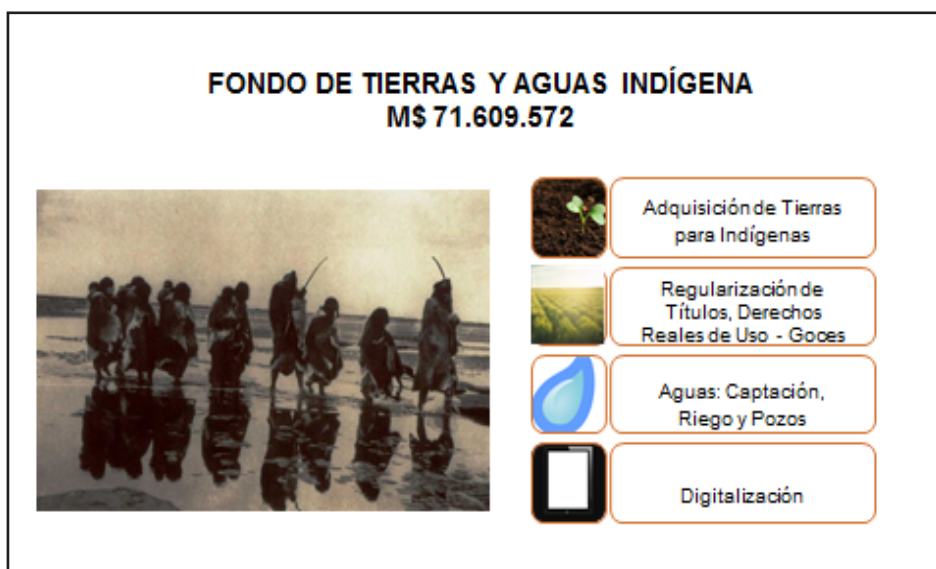 FONDO DE TIERRAS Y AGUAS INDÍGENA
M$ 71.609.572
Adquisición de Tierras
para Indígenas
Regularización de
Títulos, Derechos
Reales de Uso - Goces
Aguas: Captación,
Riego y Pozos
Digitalización